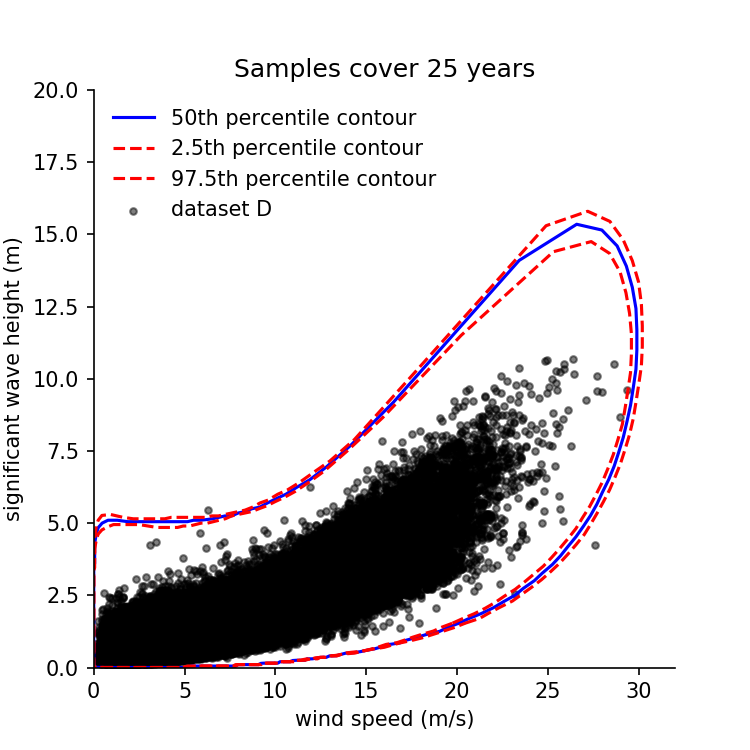 Samples cover 25 years
20.0
17.5
15.0
12.5
10.0
7.5
5.0
2.5
0.0
significant wave height (m)
50th percentile contour
2.5th percentile contour
97.5th percentile contour
dataset D
0 5 10 15 20 25 30
wind speed (m/s)